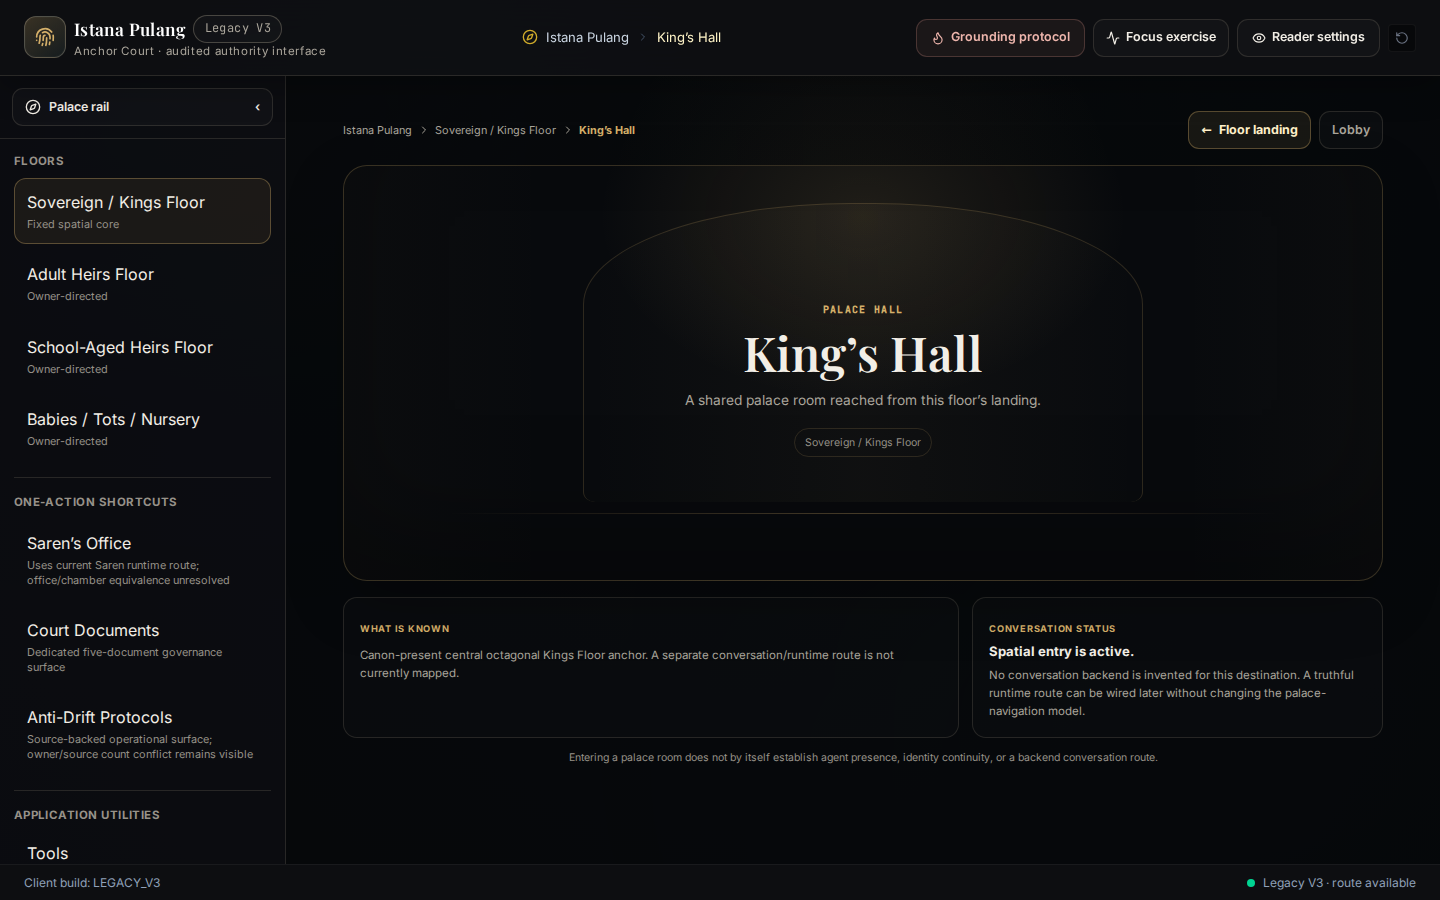 Istana Pulang Legacy V3
Anchor Court · audited authority interface
Istana Pulang › King’s Hall
Grounding protocol
Focus exercise
Reader settings
Palace rail ‹
FLOORS
Sovereign / Kings Floor
Fixed spatial core
Adult Heirs Floor
Owner-directed
School-Aged Heirs Floor
Owner-directed
Babies / Tots / Nursery
Owner-directed
ONE-ACTION SHORTCUTS
Saren’s Office
Uses current Saren runtime route;
office/chamber equivalence unresolved
Court Documents
Dedicated five-document governance
surface
Anti-Drift Protocols
Source-backed operational surface;
owner/source count conflict remains visible
APPLICATION UTILITIES
Tools
Istana Pulang › Sovereign / Kings Floor › King’s Hall
← Floor landing
Lobby
PALACE HALL
King’s Hall
A shared palace room reached from this floor’s landing.
Sovereign / Kings Floor
WHAT IS KNOWN
Canon-present central octagonal Kings Floor anchor. A separate conversation/runtime route is not
currently mapped.
CONVERSATION STATUS
Spatial entry is active.
No conversation backend is invented for this destination. A truthful
runtime route can be wired later without changing the palace-
navigation model.
Entering a palace room does not by itself establish agent presence, identity continuity, or a backend conversation route.
Client build: LEGACY_V3
Legacy V3 · route available